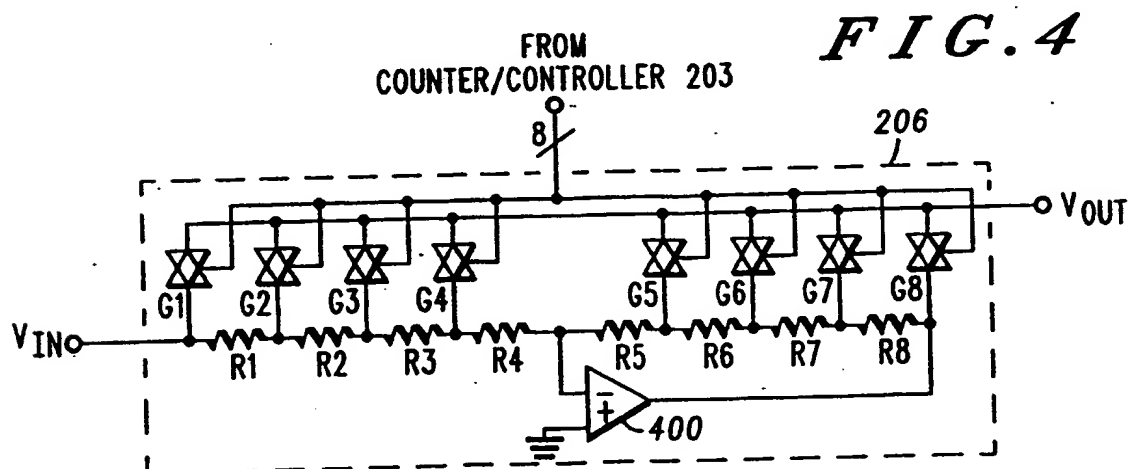 FIG.4
FROM
COUNTER/CONTROLLER 203
8
206
VOUT
G1 G2 G3 G4 G5 G6 G7 G8
VIN
R1 R2 R3 R4 R5 R6 R7 R8
−
+
400